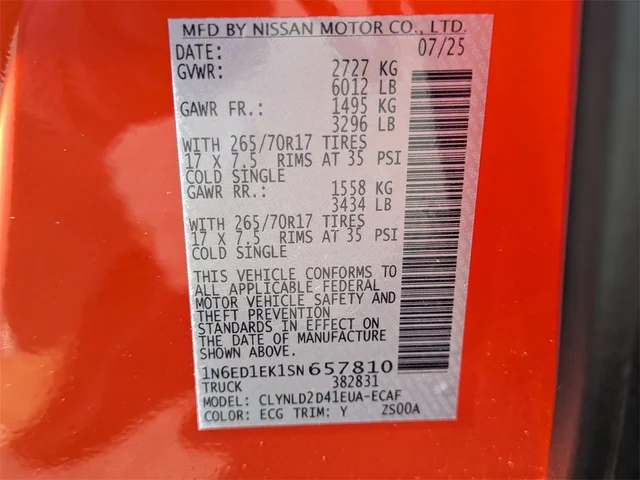 MFD BY NISSAN MOTOR CO., LTD.
DATE: 07/25
GVWR: 2727 KG
6012 LB
GAWR FR.: 1495 KG
3296 LB
WITH 265/70R17 TIRES
17 X 7.5 RIMS AT 35 PSI
COLD SINGLE
GAWR RR.: 1558 KG
3434 LB
WITH 265/70R17 TIRES
17 X 7.5 RIMS AT 35 PSI
COLD SINGLE
THIS VEHICLE CONFORMS TO
ALL APPLICABLE FEDERAL
MOTOR VEHICLE SAFETY AND
THEFT PREVENTION
STANDARDS IN EFFECT ON
THE DATE OF MANUFACTURE
SHOWN ABOVE.
1N6ED1EK1SN657810
TRUCK 382831
MODEL: CLYNLD2D41EUA-ECAF
COLOR: ECG TRIM: Y ZS00A